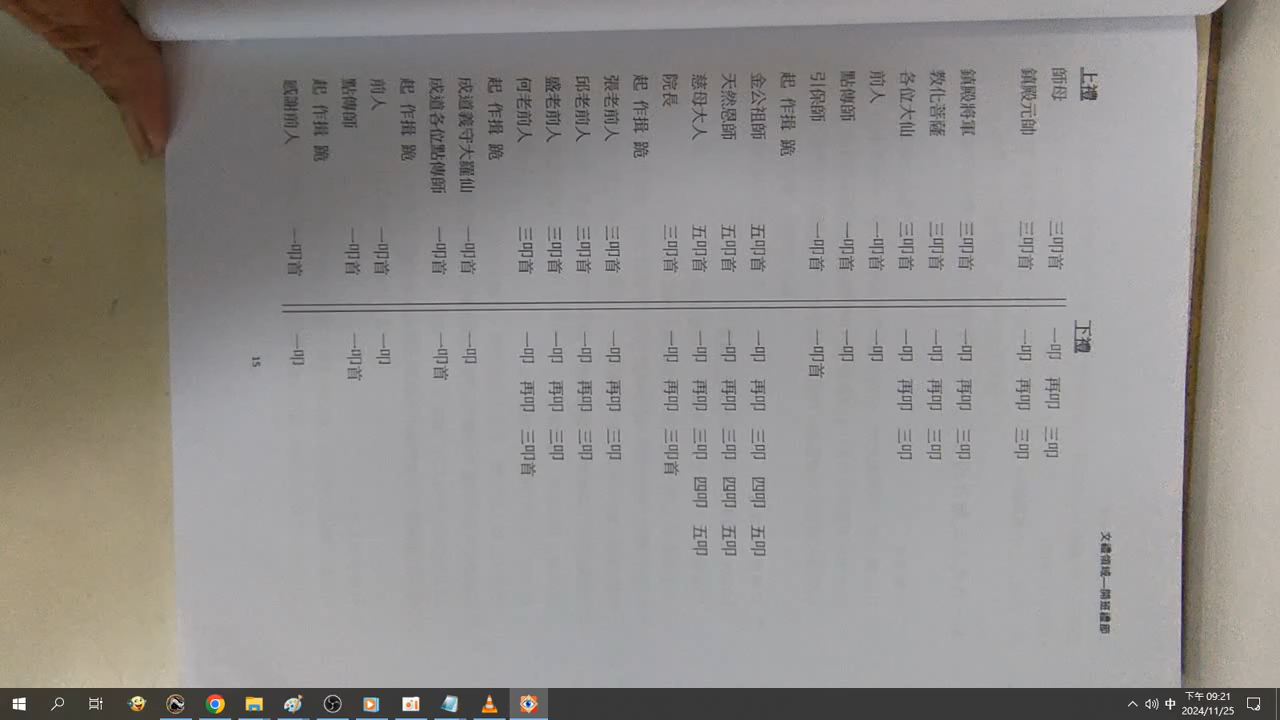 文禮領域—開班禮節
上禮 下禮
師母 三叩首 一叩 再叩 三叩
鎮殿元帥 三叩首 一叩 再叩 三叩
鎮殿將軍 三叩首 一叩 再叩 三叩
教化菩薩 三叩首 一叩 再叩 三叩
各位大仙 三叩首 一叩 再叩 三叩
前人 一叩首 一叩
點傳師 一叩首 一叩
引保師 一叩首 一叩首
起 作揖 跪
金公祖師 五叩首 一叩 再叩 三叩 四叩 五叩
天然恩師 五叩首 一叩 再叩 三叩 四叩 五叩
慈母大人 五叩首 一叩 再叩 三叩 四叩 五叩
院長 三叩首 一叩 再叩 三叩首
起 作揖 跪
張老前人 三叩首 一叩 再叩 三叩
邱老前人 三叩首 一叩 再叩 三叩
盛老前人 三叩首 一叩 再叩 三叩
何老前人 三叩首 一叩 再叩 三叩首
起 作揖 跪
成道義守大羅仙 一叩首 一叩
成道各位點傳師 一叩首 一叩首
起 作揖 跪
前人 一叩首 一叩
點傳師 一叩首 一叩首
起 作揖 跪
感謝前人 一叩首 一叩
15
中
下午 09:21
2024/11/25